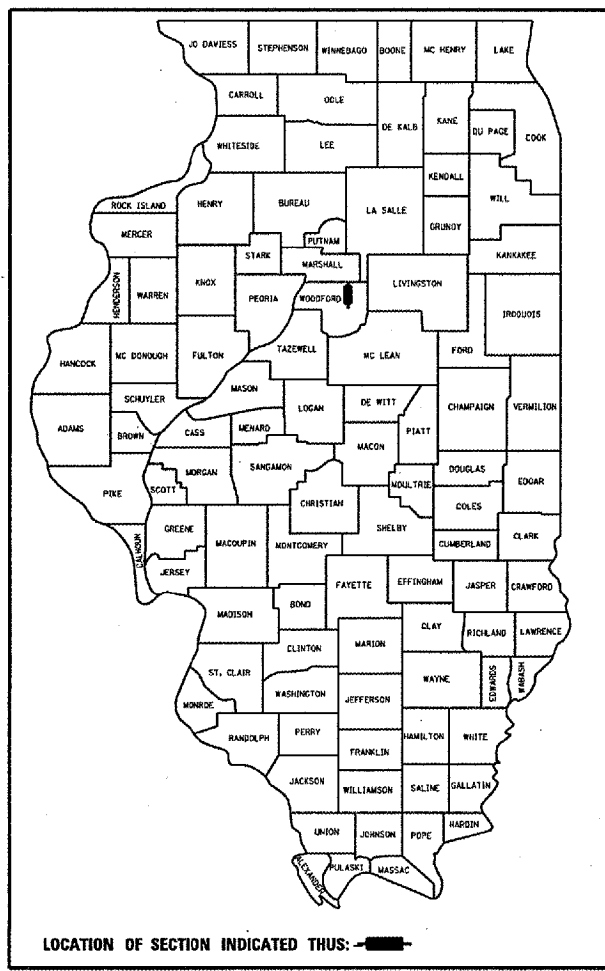 JO DAVIESS
STEPHENSON
WINNEBAGO
BOONE
MC HENRY
LAKE
CARROLL
OGLE
DE KALB
KANE
DU PAGE
COOK
WHITESIDE
LEE
KENDALL
WILL
ROCK ISLAND
HENRY
BUREAU
LA SALLE
GRUNDY
MERCER
PUTNAM
STARK
MARSHALL
KANKAKEE
HENDERSON
WARREN
KNOX
PEORIA
WOODFORD
LIVINGSTON
IROQUOIS
HANCOCK
MC DONOUGH
FULTON
TAZEWELL
MC LEAN
FORD
SCHUYLER
MASON
LOGAN
DE WITT
CHAMPAIGN
VERMILION
ADAMS
BROWN
CASS
MENARD
PIATT
MACON
MORGAN
SANGAMON
DOUGLAS
EDGAR
PIKE
SCOTT
CHRISTIAN
MOULTRIE
COLES
GREENE
MACOUPIN
SHELBY
CALHOUN
MONTGOMERY
CUMBERLAND
CLARK
JERSEY
FAYETTE
EFFINGHAM
JASPER
CRAWFORD
MADISON
BOND
CLAY
RICHLAND
LAWRENCE
CLINTON
MARION
ST. CLAIR
WAYNE
EDWARDS
WABASH
MONROE
WASHINGTON
JEFFERSON
RANDOLPH
PERRY
HAMILTON
WHITE
FRANKLIN
JACKSON
WILLIAMSON
SALINE
GALLATIN
UNION
JOHNSON
POPE
HARDIN
ALEXANDER
PULASKI
MASSAC
LOCATION OF SECTION INDICATED THUS: